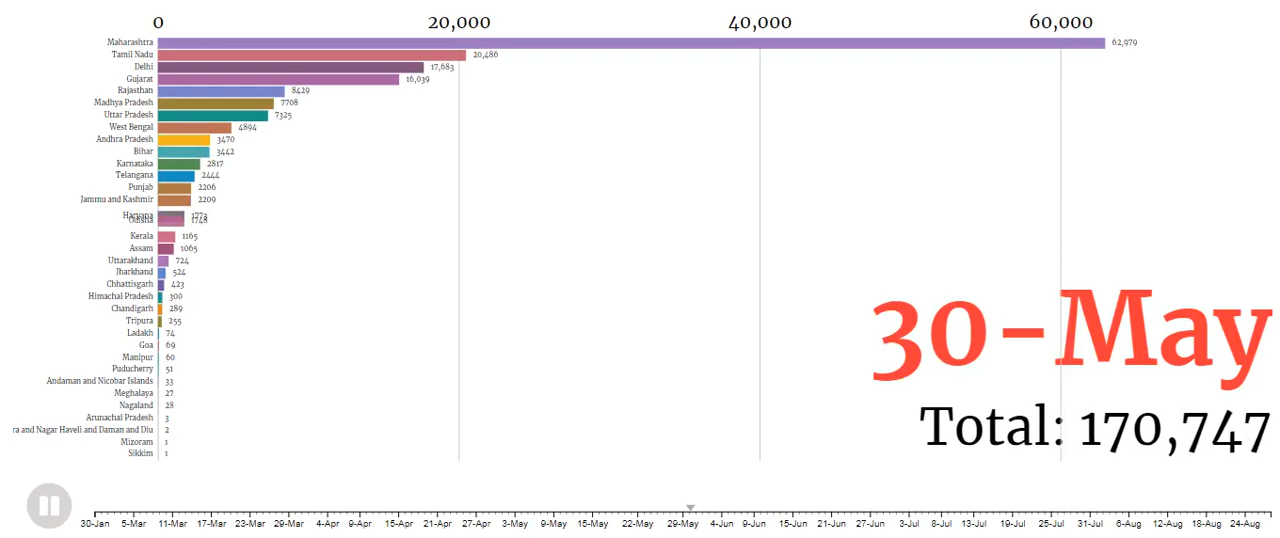 0 20,000 40,000 60,000
Maharashtra 62,979
Tamil Nadu 20,486
Delhi 17,683
Gujarat 16,039
Rajasthan 8429
Madhya Pradesh 7708
Uttar Pradesh 7325
West Bengal 4894
Andhra Pradesh 3470
Bihar 3442
Karnataka 2817
Telangana 2444
Punjab 2206
Jammu and Kashmir 2209
Haryana 1773
Odisha 1748
Kerala 1165
Assam 1065
Uttarakhand 724
Jharkhand 524
Chhattisgarh 423
Himachal Pradesh 300
Chandigarh 289
Tripura 255
Ladakh 74
Goa 69
Manipur 60
Puducherry 51
Andaman and Nicobar Islands 33
Meghalaya 27
Nagaland 28
Arunachal Pradesh 3
ra and Nagar Haveli and Daman and Diu 2
Mizoram 1
Sikkim 1
30-May
Total: 170,747
30-Jan 5-Mar 11-Mar 17-Mar 23-Mar 29-Mar 4-Apr 9-Apr 15-Apr 21-Apr 27-Apr 3-May 9-May 15-May 22-May 29-May 4-Jun 9-Jun 15-Jun 21-Jun 27-Jun 3-Jul 8-Jul 13-Jul 19-Jul 25-Jul 31-Jul 6-Aug 12-Aug 18-Aug 24-Aug